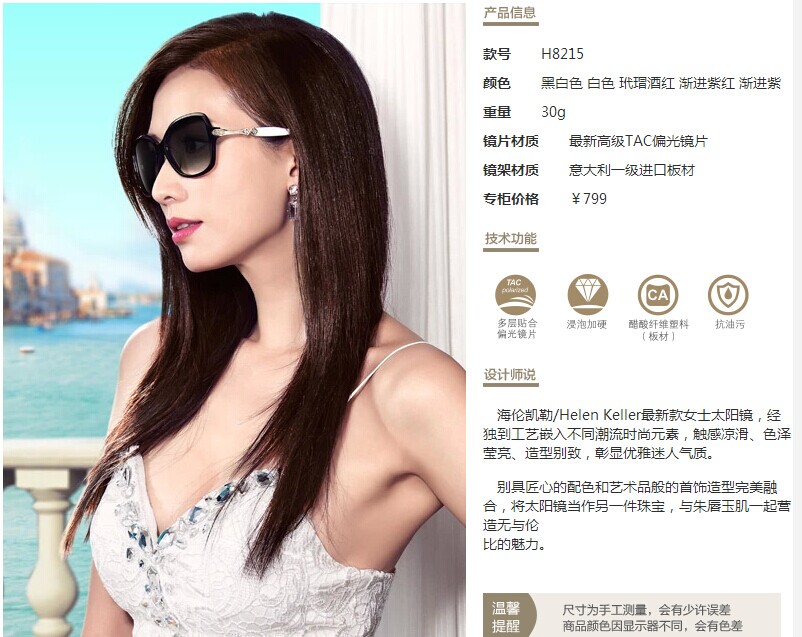 产品信息
款号 H8215
颜色 黑白色 白色 玳瑁酒红 渐进紫红 渐进紫
重量 30g
镜片材质 最新高级TAC偏光镜片
镜架材质 意大利一级进口板材
专柜价格 ￥799
技术功能
TAC
polarized
CA
多层贴合
偏光镜片
浸泡加硬
醋酸纤维塑料
（板材）
抗油污
设计师说
海伦凯勒/Helen Keller最新款女士太阳镜，经
独到工艺嵌入不同潮流时尚元素，触感凉滑、色泽
莹亮、造型别致，彰显优雅迷人气质。
别具匠心的配色和艺术品般的首饰造型完美融
合，将太阳镜当作另一件珠宝，与朱唇玉肌一起营
造无与伦
比的魅力。
温馨
提醒
尺寸为手工测量，会有少许误差
商品颜色因显示器不同，会有色差